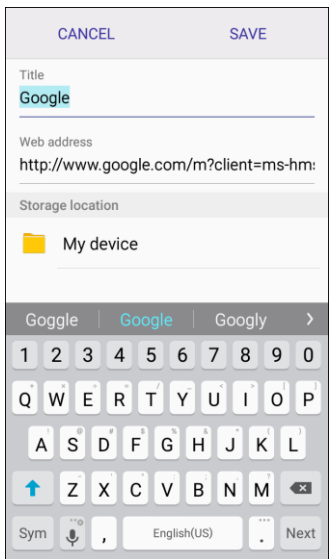 CANCEL SAVE
Title
Google
Web address
http://www.google.com/m?client=ms-hms
Storage location
My device
Goggle Google Googly >
1 2 3 4 5 6 7 8 9 0
Q W E R T Y U I O P
A S D F G H J K L
Z X C V B N M
Sym , English(US) . Next